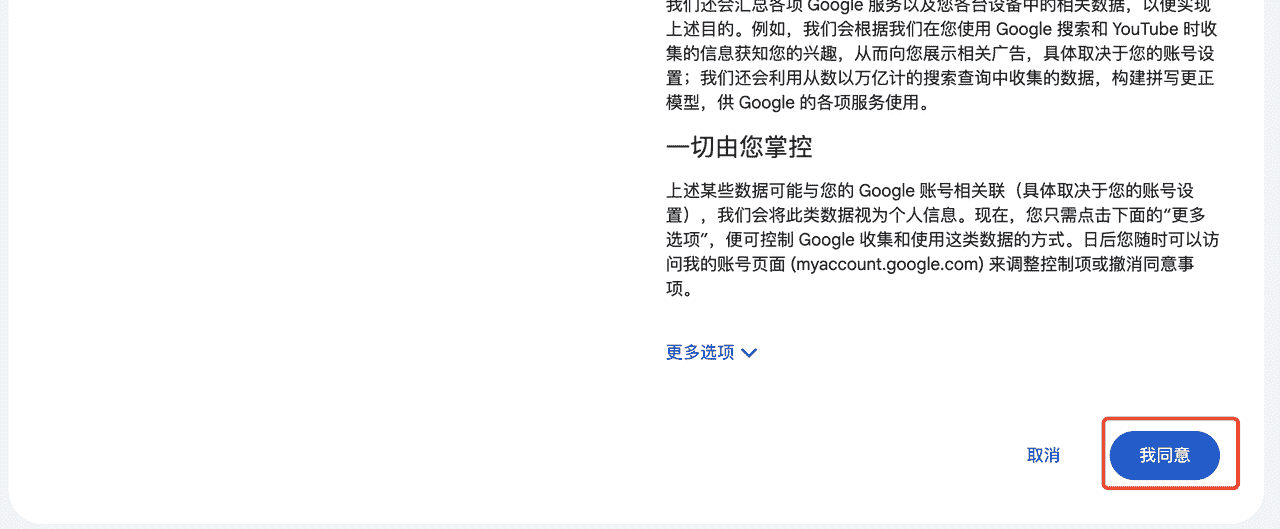 我们还会汇总各项 Google 服务以及您各台设备中的相关数据，以便实现
上述目的。例如，我们会根据我们在您使用 Google 搜索和 YouTube 时收
集的信息获知您的兴趣，从而向您展示相关广告，具体取决于您的账号设
置；我们还会利用从数以万亿计的搜索查询中收集的数据，构建拼写更正
模型，供 Google 的各项服务使用。
一切由您掌控
上述某些数据可能与您的 Google 账号相关联（具体取决于您的账号设
置），我们会将此类数据视为个人信息。现在，您只需点击下面的“更多
选项”，便可控制 Google 收集和使用这类数据的方式。日后您随时可以访
问我的账号页面 (myaccount.google.com) 来调整控制项或撤消同意事
项。
更多选项
取消
我同意